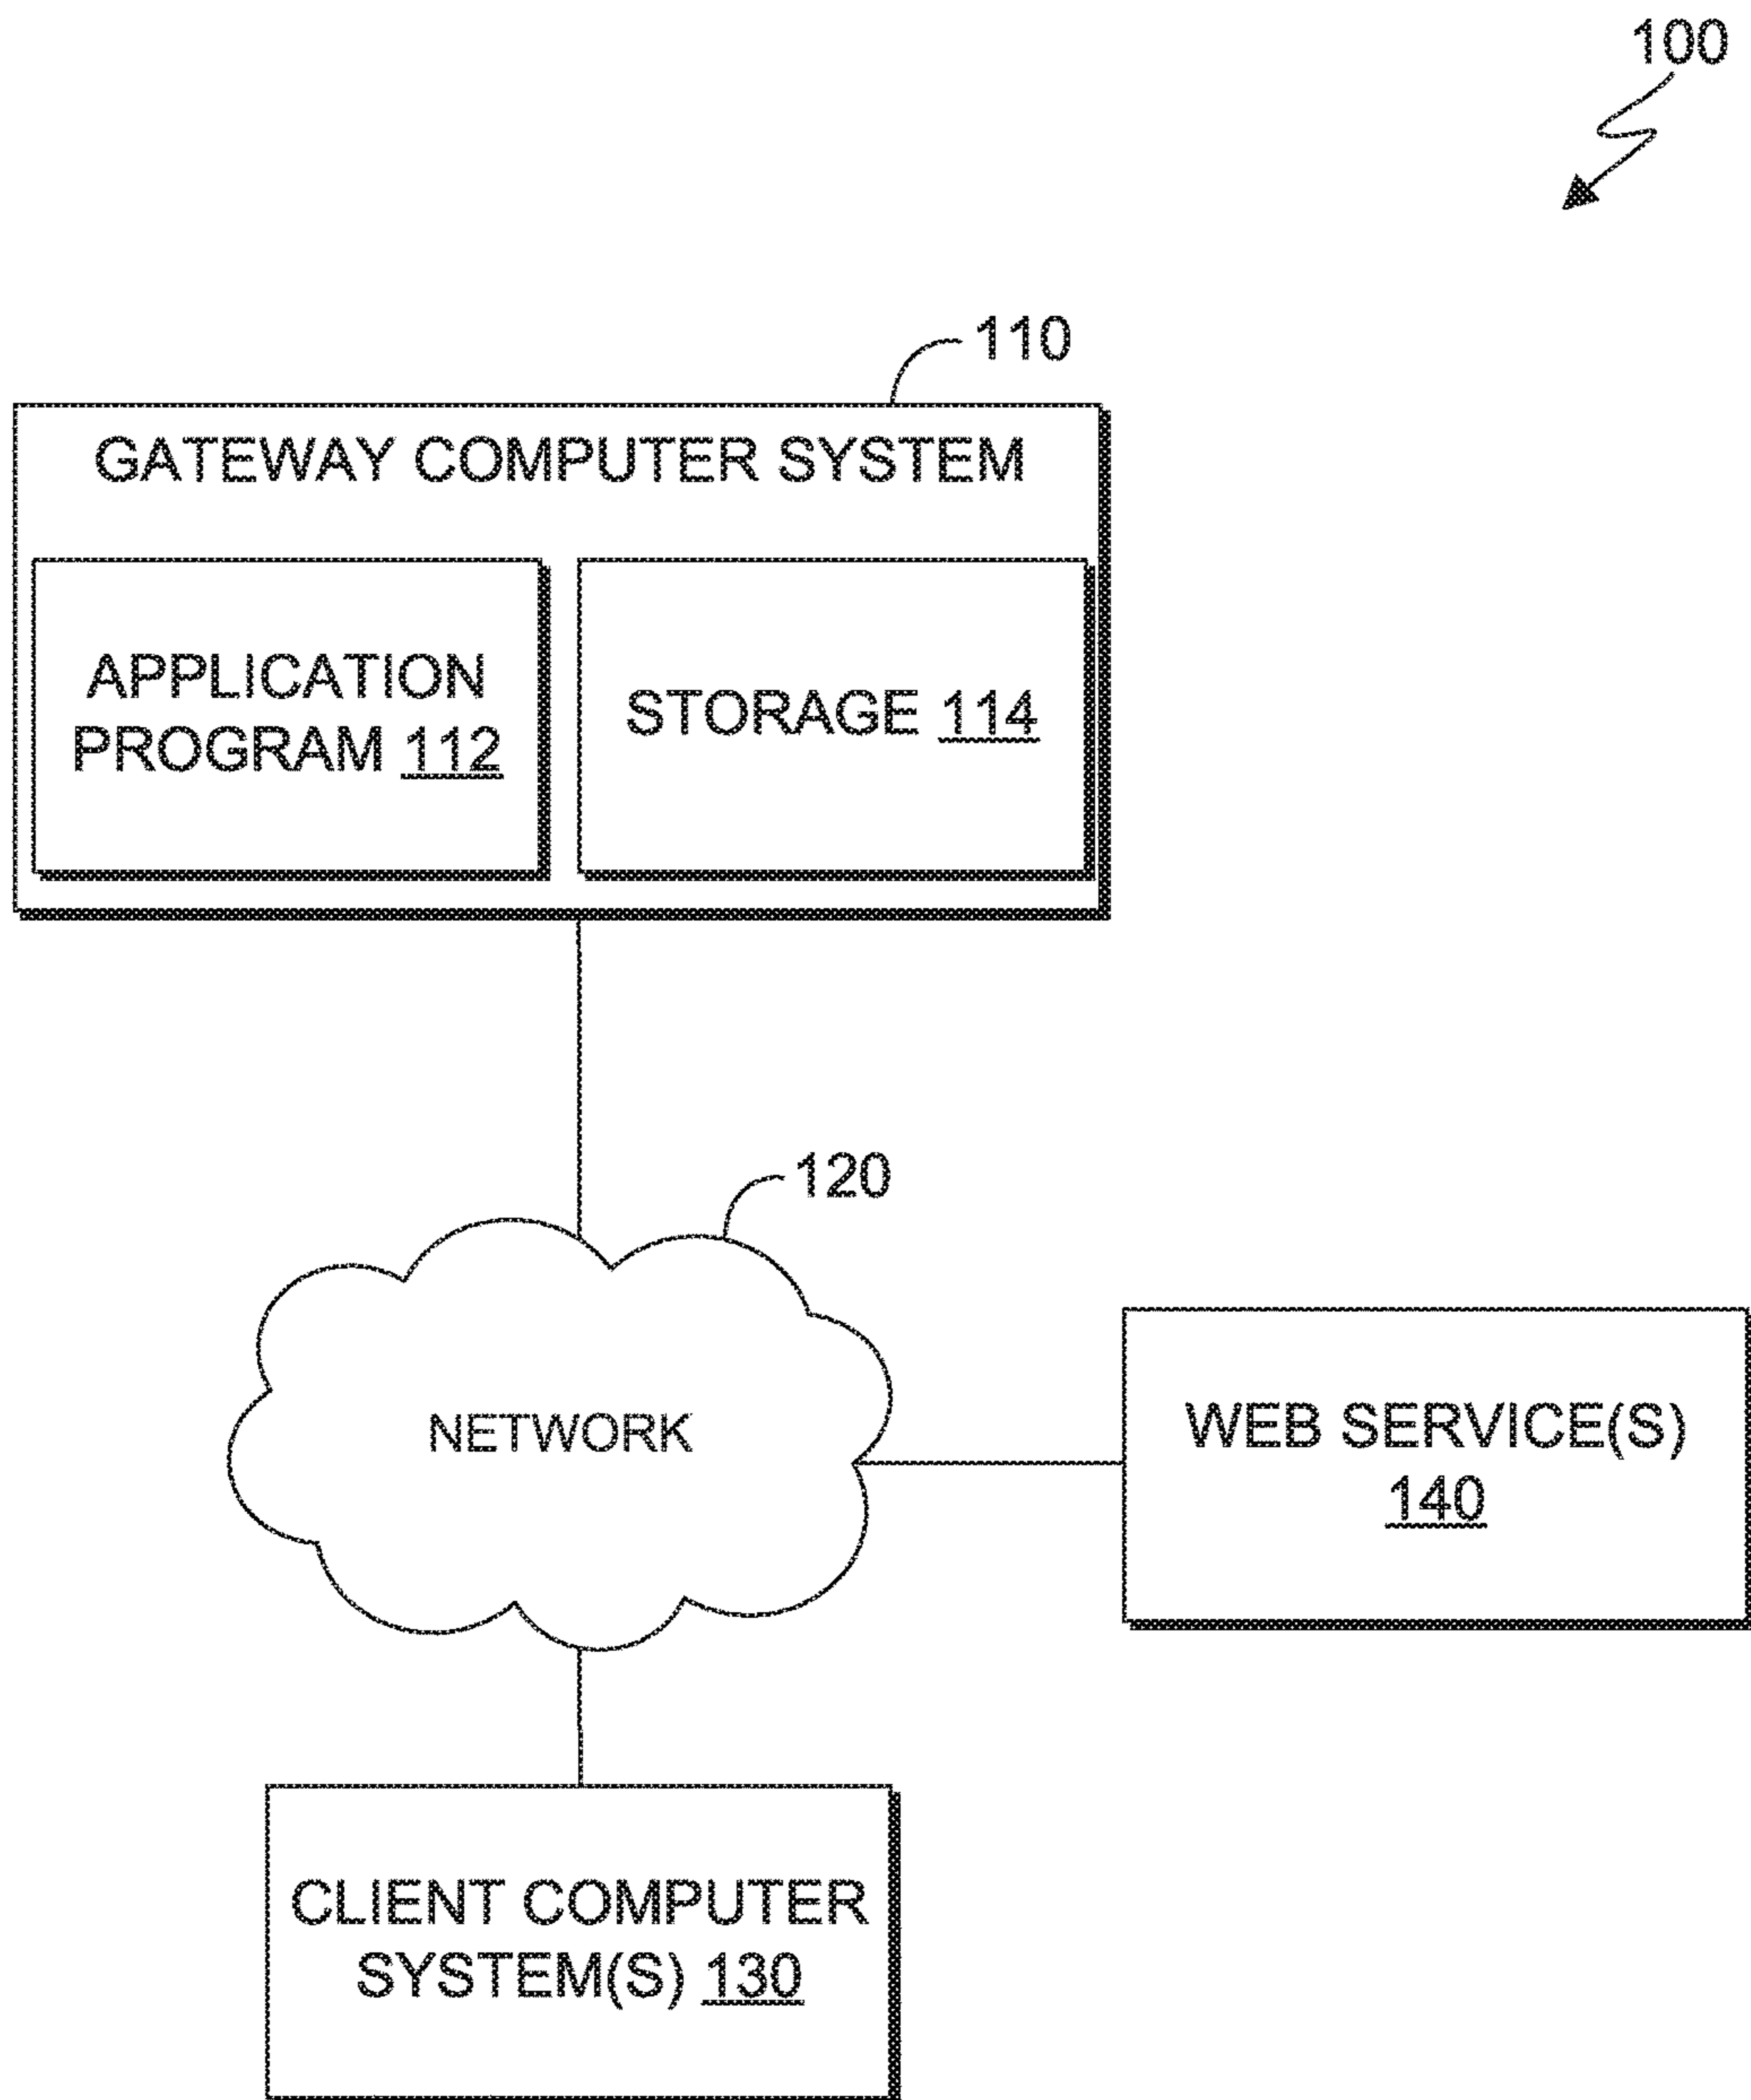 100
110
GATEWAY COMPUTER SYSTEM
APPLICATION
PROGRAM 112
STORAGE 114
120
NETWORK
WEB SERVICE(S)
140
CLIENT COMPUTER
SYSTEM(S) 130